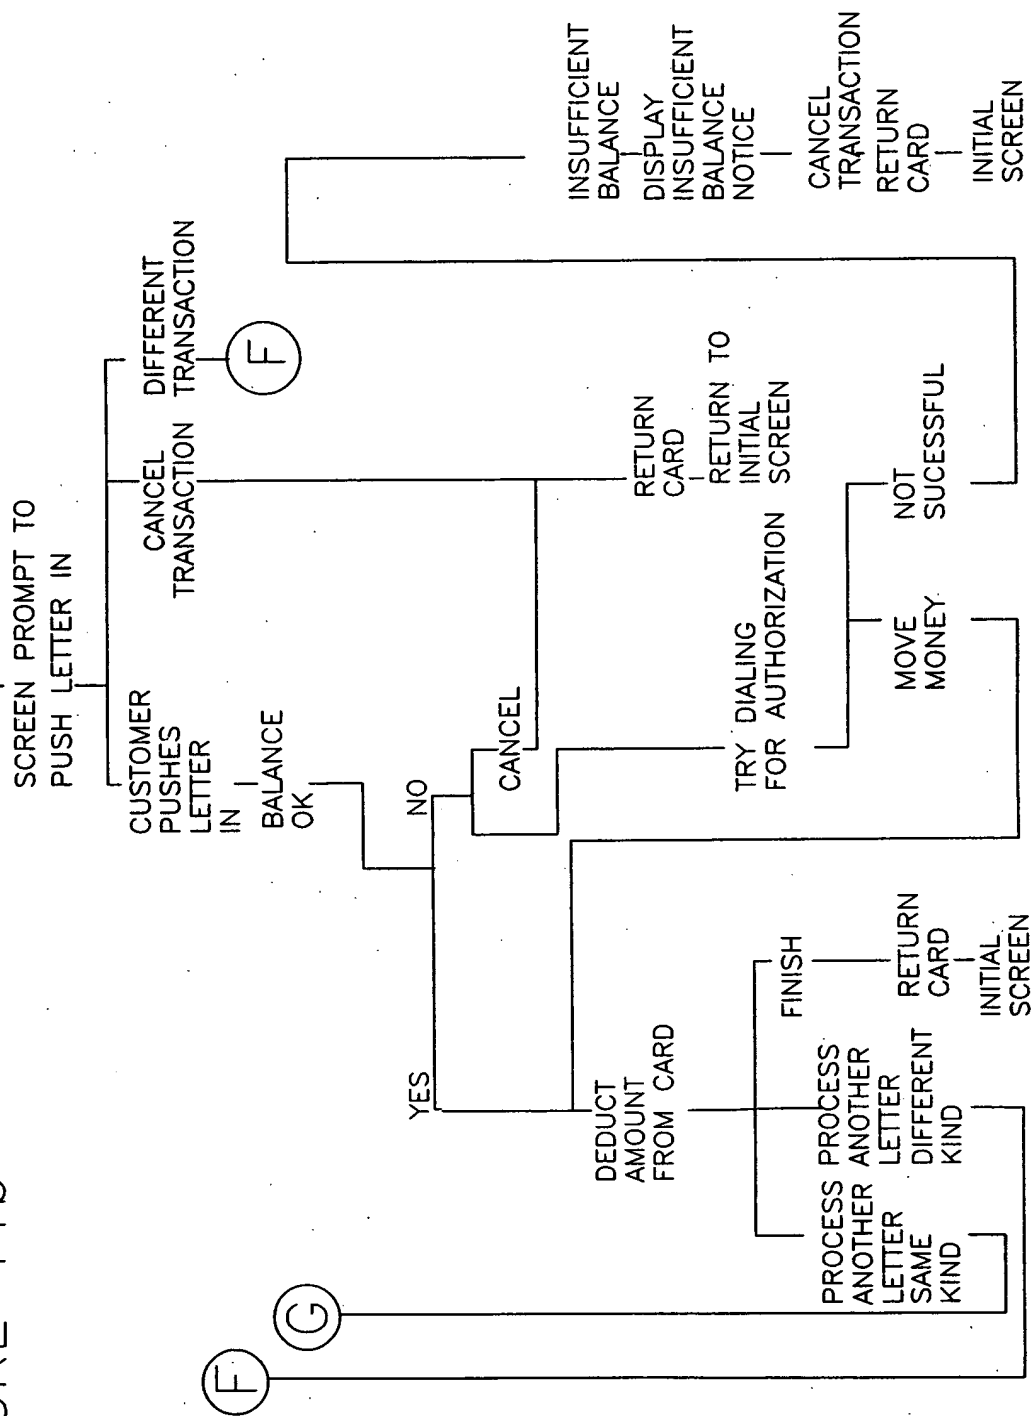 SCREEN PROMPT TO
PUSH LETTER IN
CUSTOMER
PUSHES
LETTER
IN
BALANCE
OK
CANCEL
TRANSACTION
DIFFERENT
TRANSACTION
F
YES
NO
CANCEL
RETURN
CARD
RETURN TO
INITIAL
SCREEN
TRY DIALING
FOR AUTHORIZATION
MOVE
MONEY
NOT
SUCESSFUL
INSUFFICIENT
BALANCE
DISPLAY
INSUFFICIENT
BALANCE
NOTICE
CANCEL
TRANSACTION
RETURN
CARD
INITIAL
SCREEN
DEDUCT
AMOUNT
FROM CARD
PROCESS
ANOTHER
LETTER
SAME
KIND
PROCESS
ANOTHER
LETTER
DIFFERENT
KIND
FINISH
RETURN
CARD
INITIAL
SCREEN
F
G